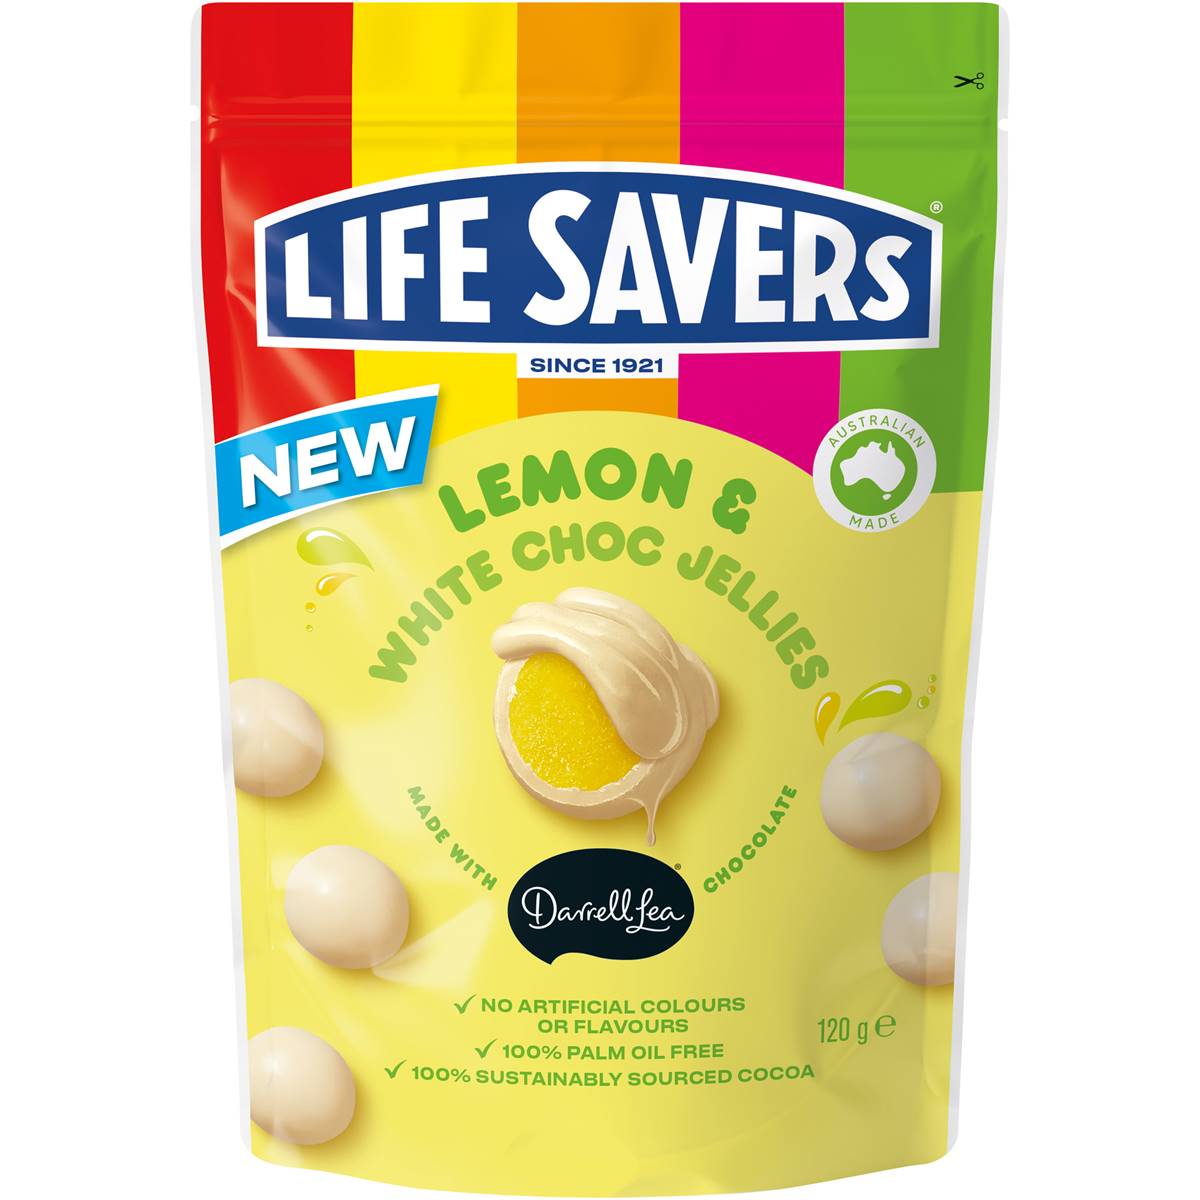 LIFE SAVERS®
SINCE 1921
NEW
AUSTRALIAN
MADE
LEMON &
WHITE CHOC JELLIES
MADE WITH
Darrell Lea®
CHOCOLATE
✓ NO ARTIFICIAL COLOURS
OR FLAVOURS
✓ 100% PALM OIL FREE
✓ 100% SUSTAINABLY SOURCED COCOA
120 g ℮